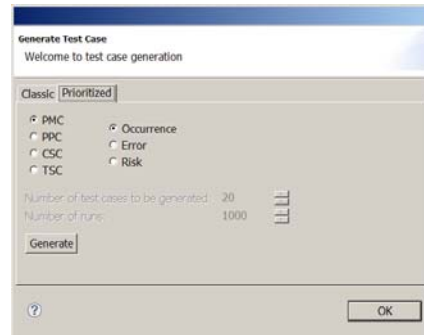 Generate Test Case
Welcome to test case generation
Classic Prioritized
PMC
PPC
CSC
TSC
Occurrence
Error
Risk
Number of test cases to be generated: 20
Number of runs: 1000
Generate
?
OK